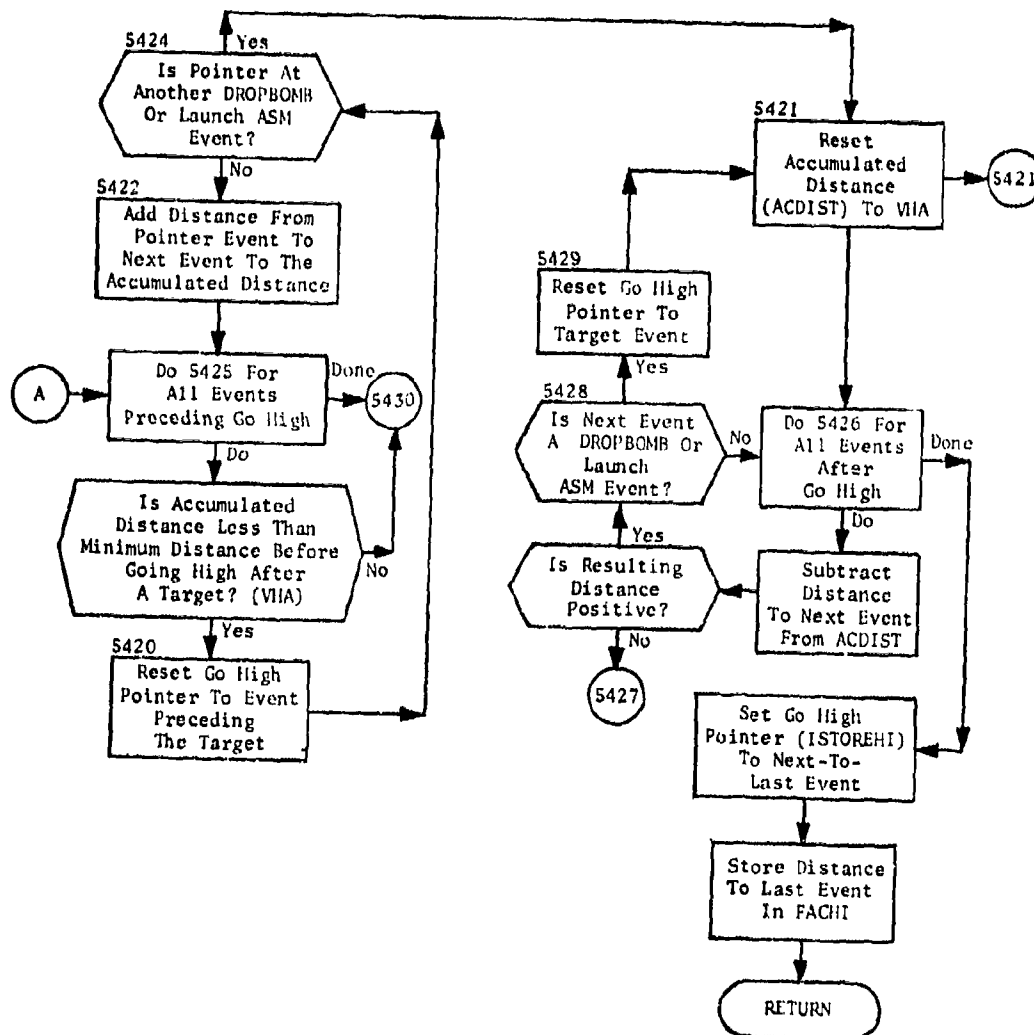 5424
Yes
Is Pointer At
Another DROPBOMB
Or Launch ASM
Event?
No
5422
Add Distance From
Pointer Event To
Next Event To The
Accumulated Distance
A
Do 5425 For
All Events
Preceding Go High
Done
5430
Do
Is Accumulated
Distance Less Than
Minimum Distance Before
Going High After
A Target? (VHA)
No
Yes
5420
Reset Go High
Pointer To Event
Preceding
The Target
5421
Reset
Accumulated
Distance
(ACDIST) To VHA
5421
5429
Reset Go High
Pointer To
Target Event
Yes
5428
Is Next Event
A DROPBOMB Or
Launch
ASM Event?
No
Do 5426 For
All Events
After
Go High
Done
Do
Yes
Is Resulting
Distance
Positive?
No
5427
Subtract
Distance
To Next Event
From ACDIST
Set Go High
Pointer (ISTOREHI)
To Next-To-
Last Event
Store Distance
To Last Event
In FACHI
RETURN